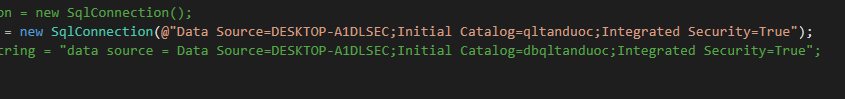 on = new SqlConnection();
= new SqlConnection(@"Data Source=DESKTOP-A1DLSEC;Initial Catalog=qltanduoc;Integrated Security=True");
tring = "data source = Data Source=DESKTOP-A1DLSEC;Initial Catalog=dbqltanduoc;Integrated Security=True";